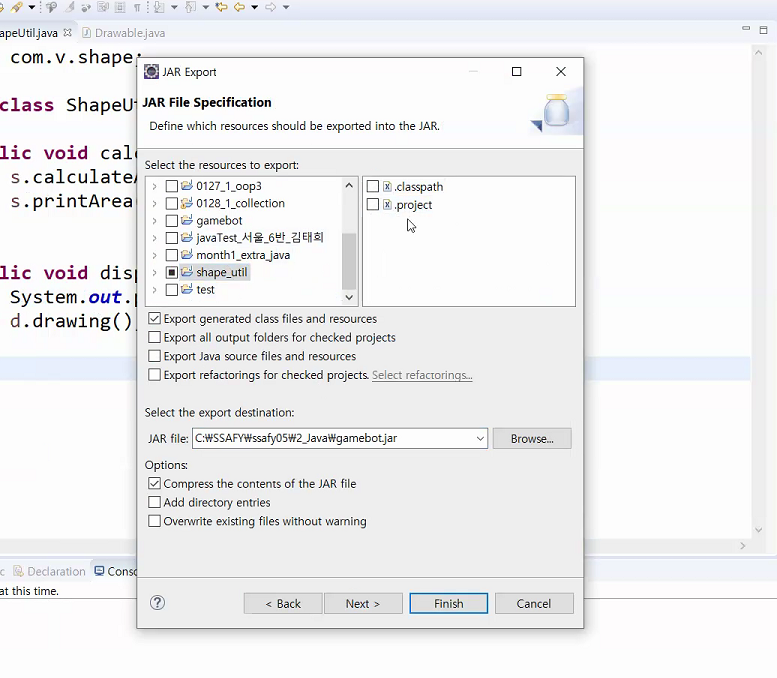 apeUtil.java Drawable.java
com.v.shape;
JAR Export
JAR File Specification
Define which resources should be exported into the JAR.
class ShapeUt
lic void calc
s.calculateA
s.printArea
lic void disp
System.out.p
d.drawing()
Select the resources to export:
0127_1_oop3
0128_1_collection
gamebot
javaTest_서울_6반_김태희
month1_extra_java
shape_util
test
.classpath
.project
Export generated class files and resources
Export all output folders for checked projects
Export Java source files and resources
Export refactorings for checked projects. Select refactorings...
Select the export destination:
JAR file: C:₩SSAFY₩ssafy05₩2_Java₩gamebot.jar Browse...
Options:
Compress the contents of the JAR file
Add directory entries
Overwrite existing files without warning
c Declaration Conso
at this time.
< Back Next > Finish Cancel